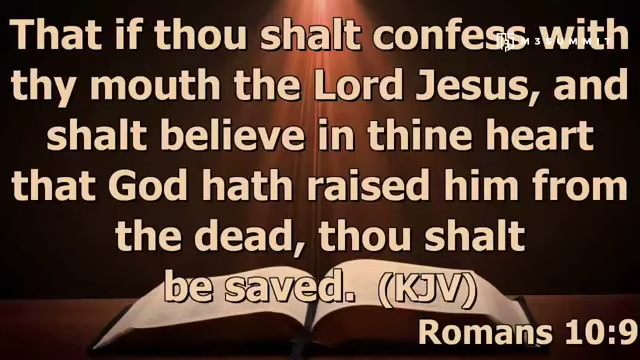 That if thou shalt confess with
M3SUMMIT
thy mouth the Lord Jesus, and
shalt believe in thine heart
that God hath raised him from
the dead, thou shalt
be saved. (KJV)
Romans 10:9